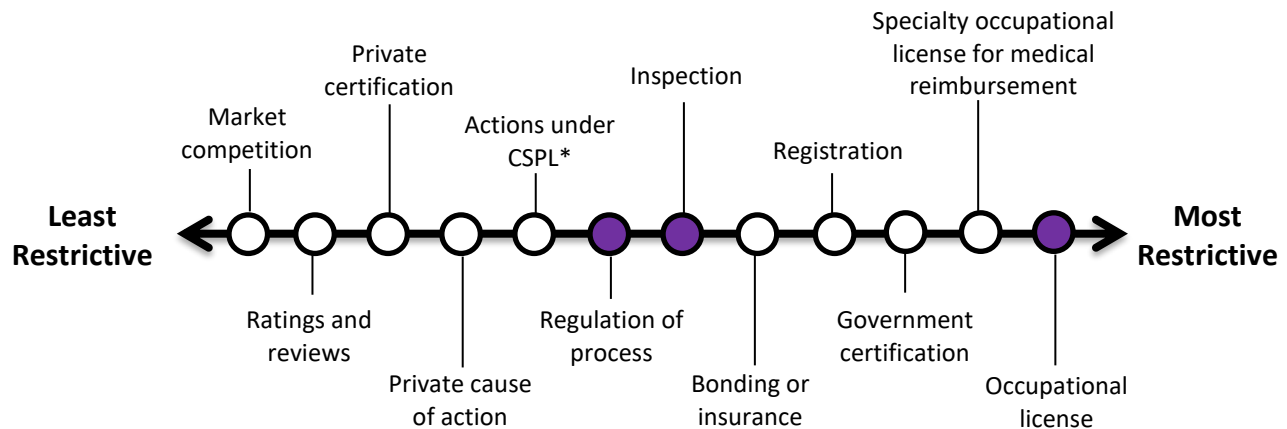 Specialty occupational
license for medical
reimbursement
Private
certification
Inspection
Market
competition
Actions under
CSPL*
Registration
Least
Restrictive
Most
Restrictive
Ratings and
reviews
Regulation of
process
Government
certification
Private cause
of action
Bonding or
insurance
Occupational
license